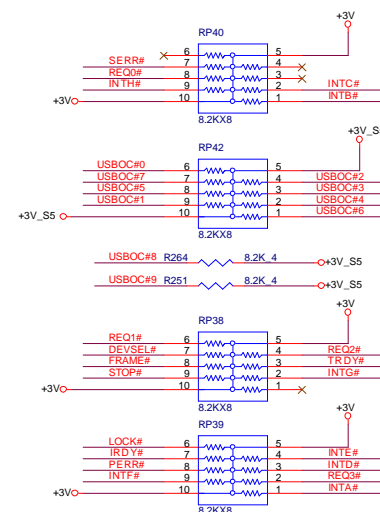 +3V
RP40
6 5
SERR# 7 4
REQ0# 8 3
INTH# 9 2 INTC#
+3V 10 1 INTB#
8.2KX8
+3V_S
RP42
USBOC#0 6 5
USBOC#7 7 4 USBOC#2
USBOC#5 8 3 USBOC#3
USBOC#1 9 2 USBOC#4
+3V_S5 10 1 USBOC#6
8.2KX8
USBOC#8 R264 8.2K_4 +3V_S5
USBOC#9 R251 8.2K_4 +3V_S5
+3V
RP38
REQ1# 6 5
DEVSEL# 7 4 REQ2#
FRAME# 8 3 TRDY#
STOP# 9 2 INTG#
+3V 10 1
8.2KX8
+3V
RP39
LOCK# 6 5
IRDY# 7 4 INTE#
PERR# 8 3 INTD#
INTF# 9 2 REQ3#
+3V 10 1 INTA#
8.2KX8